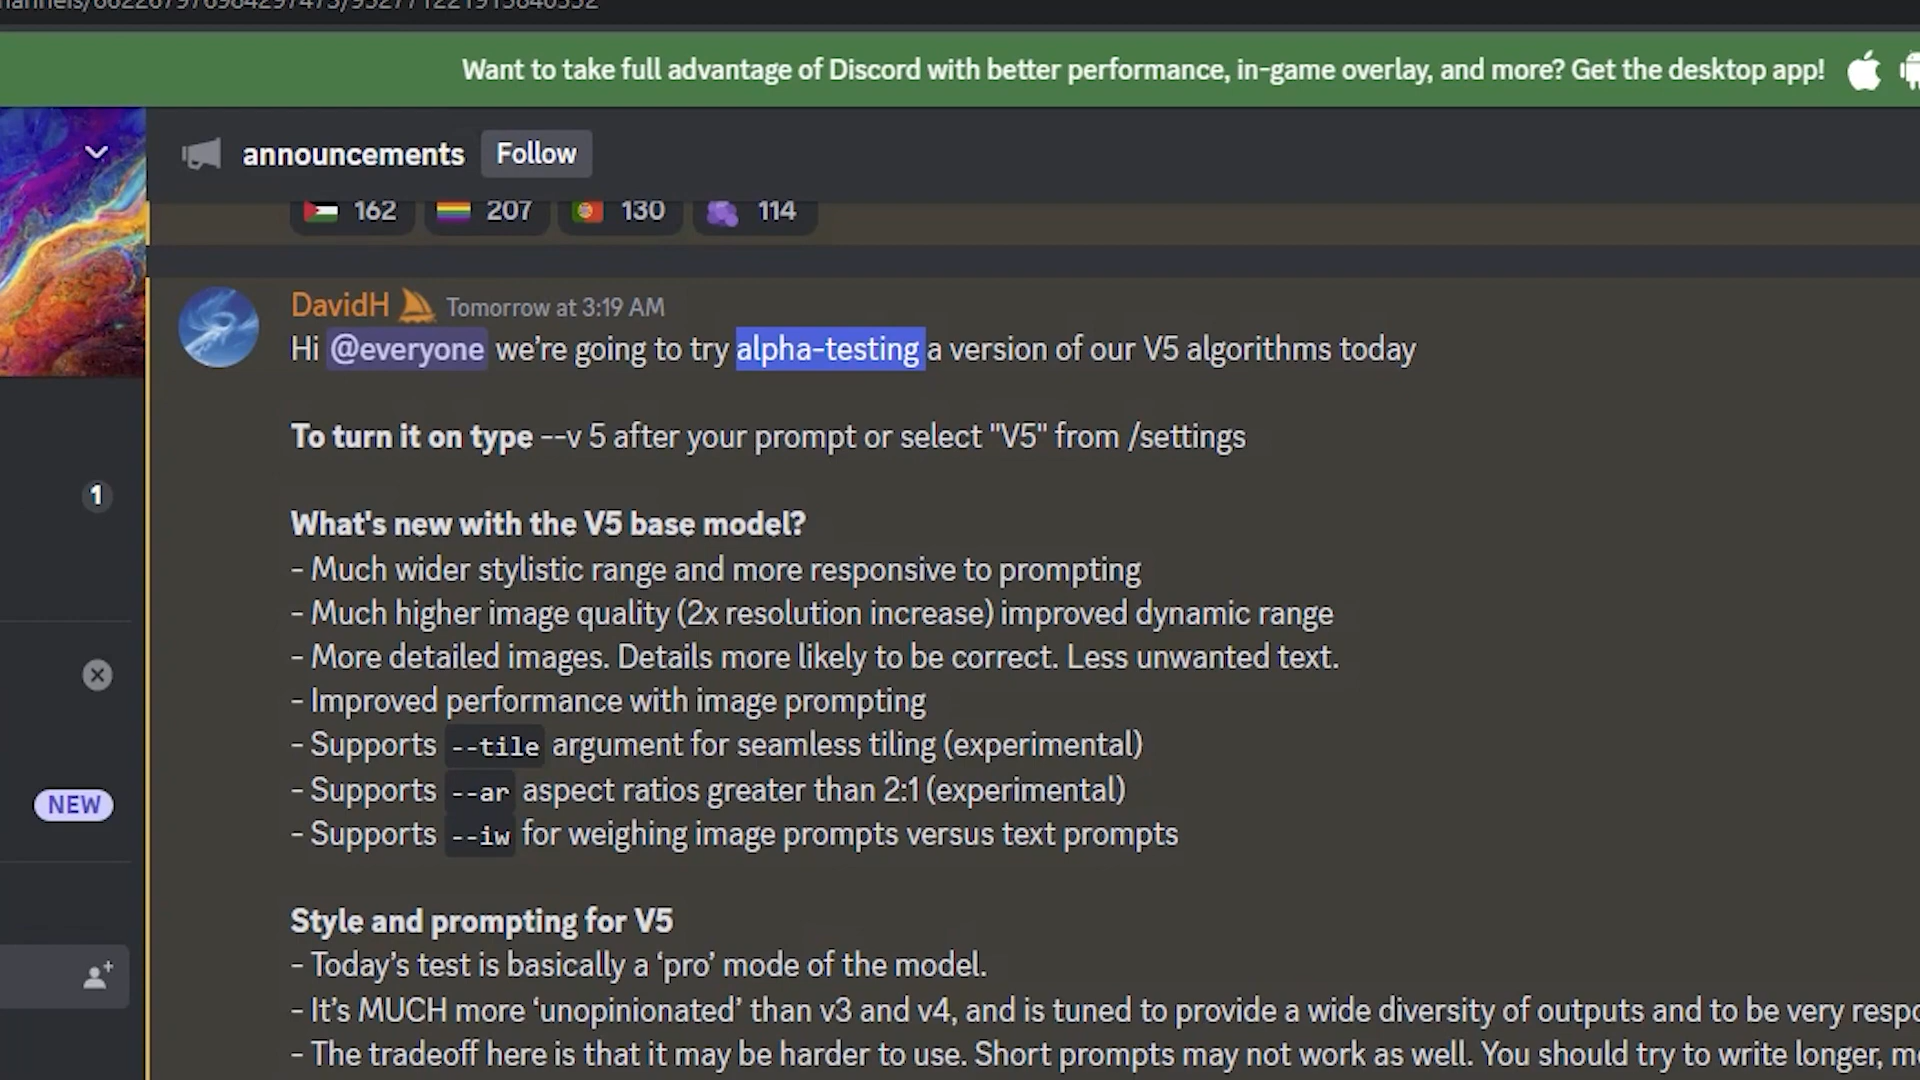 Want to take full advantage of Discord with better performance, in-game overlay, and more? Get the desktop app!
announcements Follow
162 207 130 114
DavidH Tomorrow at 3:19 AM
Hi @everyone we’re going to try alpha-testing a version of our V5 algorithms today
To turn it on type --v 5 after your prompt or select "V5" from /settings
1
What's new with the V5 base model?
- Much wider stylistic range and more responsive to prompting
- Much higher image quality (2x resolution increase) improved dynamic range
- More detailed images. Details more likely to be correct. Less unwanted text.
- Improved performance with image prompting
- Supports --tile argument for seamless tiling (experimental)
- Supports --ar aspect ratios greater than 2:1 (experimental)
NEW
- Supports --iw for weighing image prompts versus text prompts
Style and prompting for V5
- Today’s test is basically a ‘pro’ mode of the model.
- It’s MUCH more ‘unopinionated’ than v3 and v4, and is tuned to provide a wide diversity of outputs and to be very
- The tradeoff here is that it may be harder to use. Short prompts may not work as well. You should try to write longer,